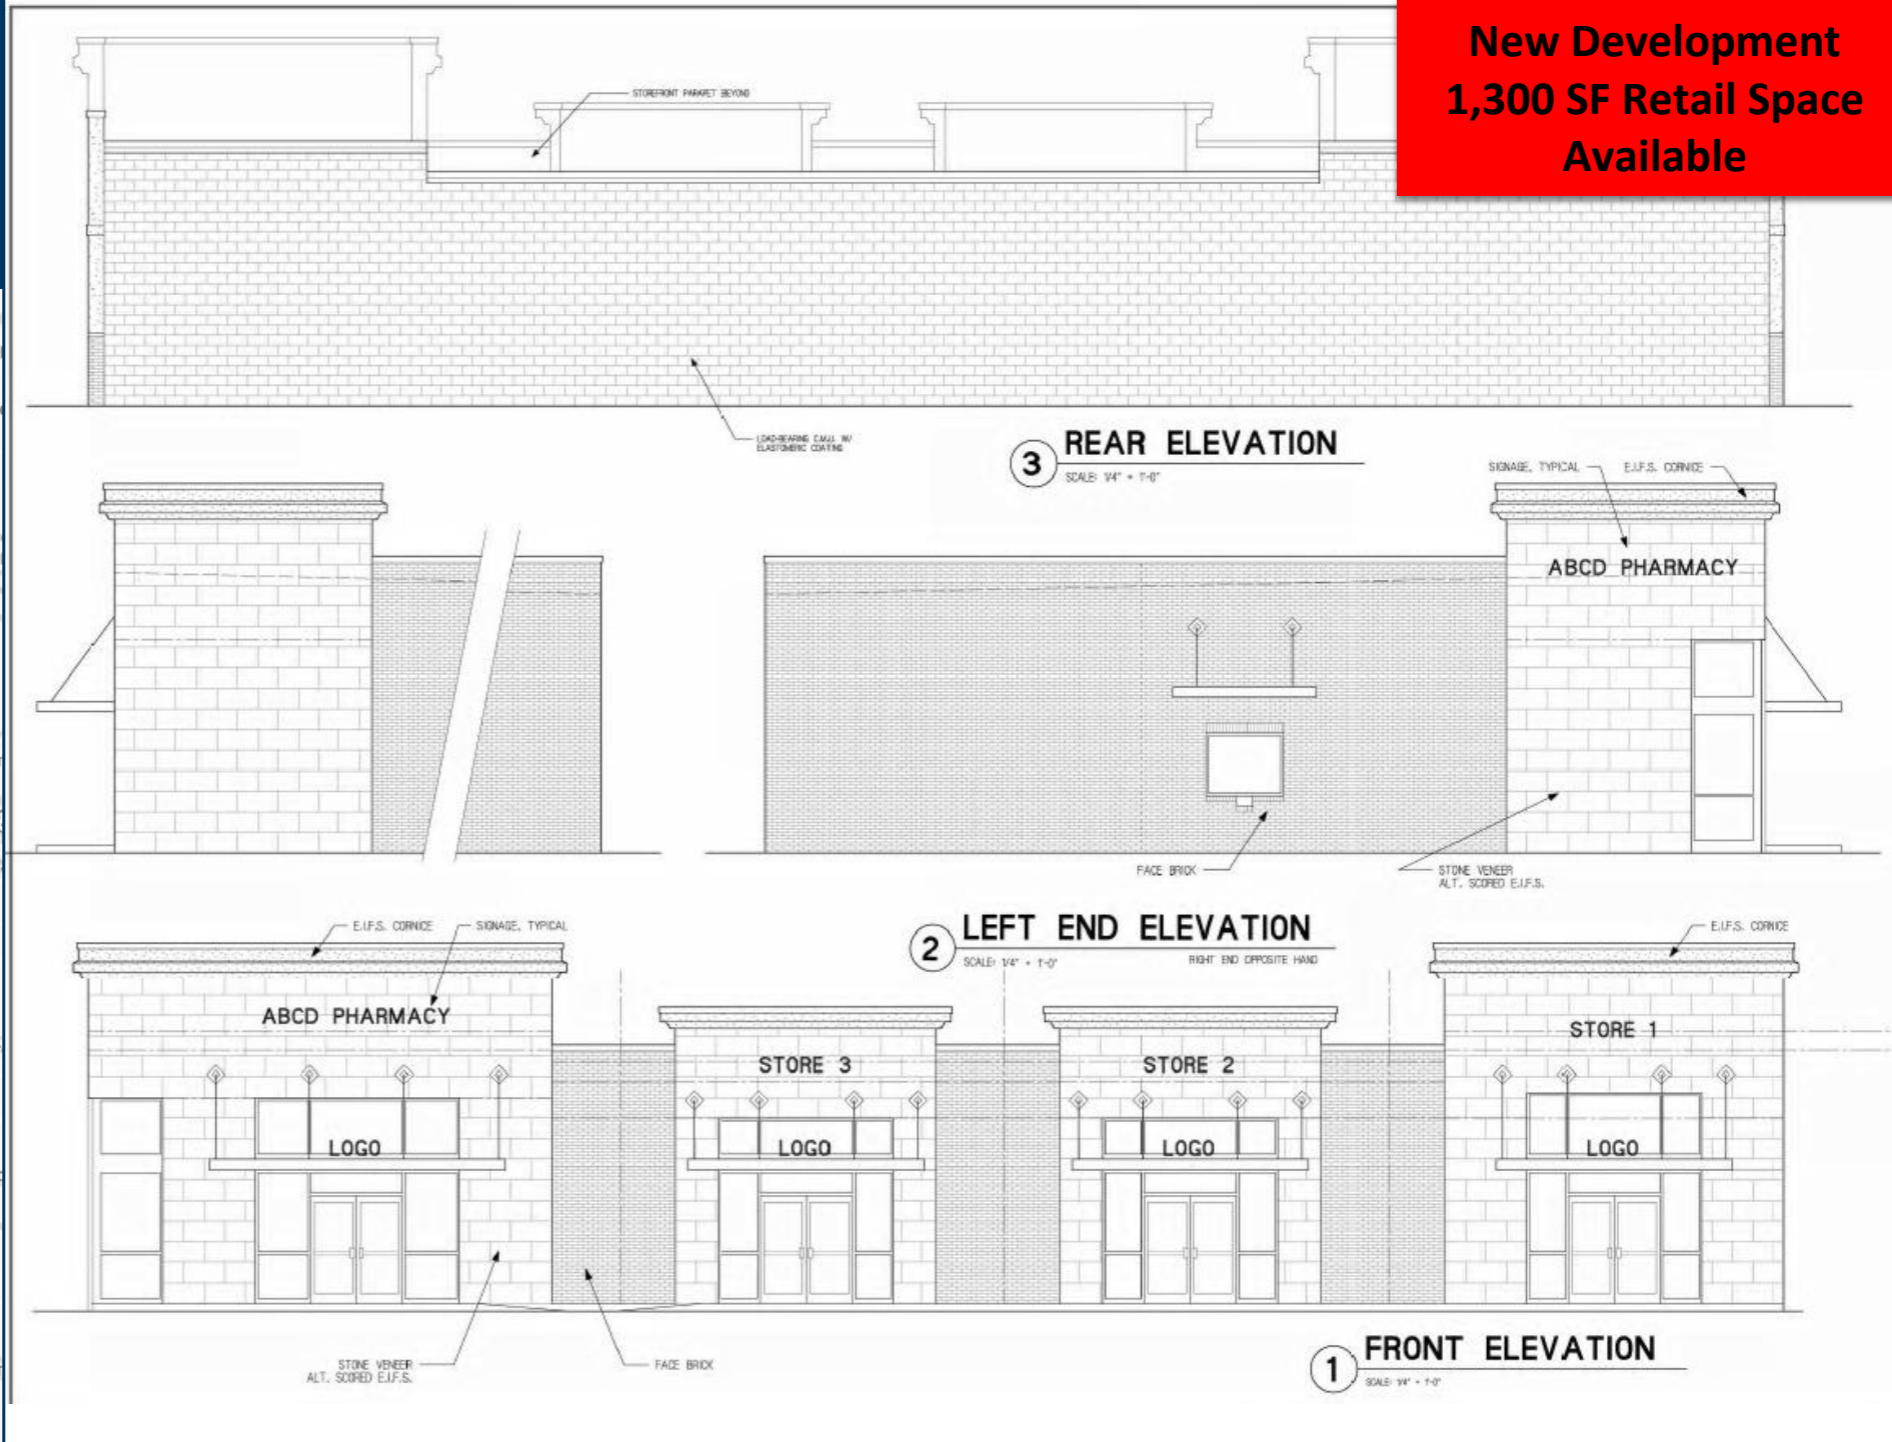 New Development
1,300 SF Retail Space
Available
STOREFRONT PARAPET BEYOND
LOAD-BEARING C.M.U. W/
ELASTOMERIC COATING
3 REAR ELEVATION
SCALE: 1/4" = 1'-0"
SIGNAGE, TYPICAL
E.I.F.S. CORNICE
ABCD PHARMACY
FACE BRICK
STONE VENEER
ALT. SCORED E.I.F.S.
2 LEFT END ELEVATION
SCALE: 1/4" = 1'-0"
RIGHT END OPPOSITE HAND
E.I.F.S. CORNICE
SIGNAGE, TYPICAL
E.I.F.S. CORNICE
ABCD PHARMACY
STORE 3
STORE 2
STORE 1
LOGO
LOGO
LOGO
LOGO
STONE VENEER
ALT. SCORED E.I.F.S.
FACE BRICK
1 FRONT ELEVATION
SCALE: 1/4" = 1'-0"